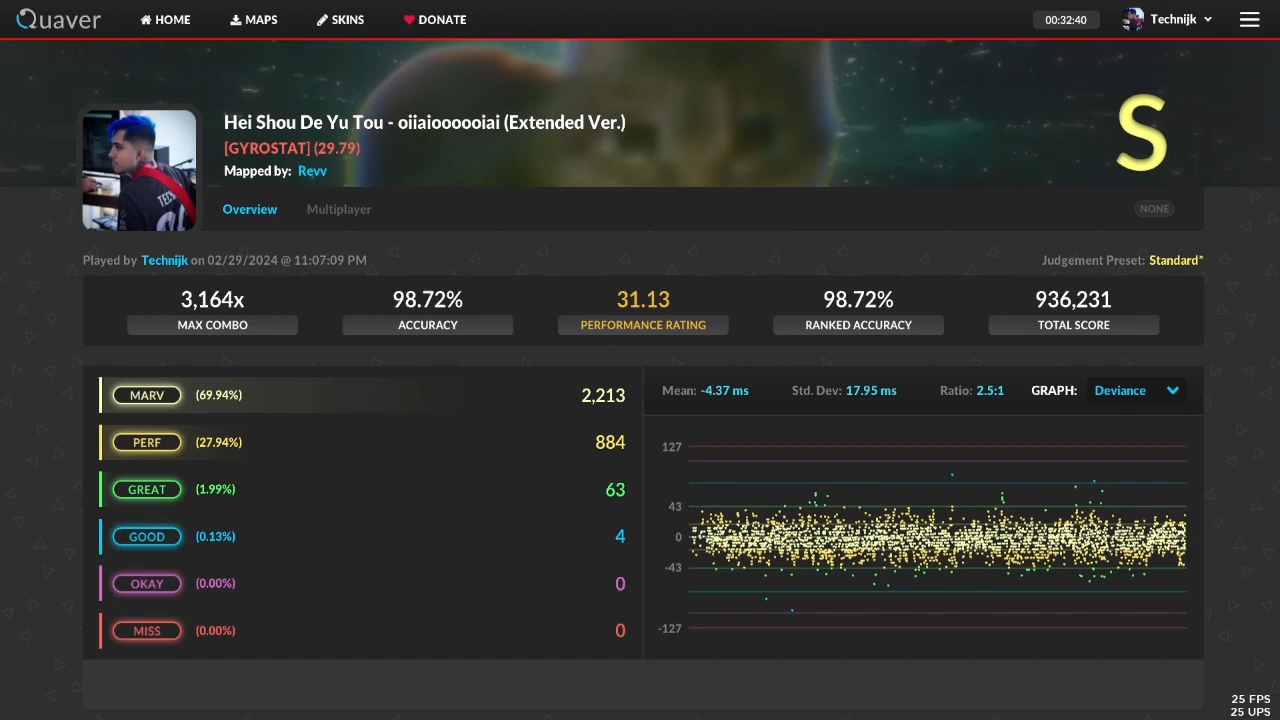 Quaver HOME MAPS SKINS DONATE 00:32:40 Technijk
Hei Shou De Yu Tou - oiiaioooooiai (Extended Ver.)
S
[GYROSTAT] (29.79)
Mapped by: Revv
Overview Multiplayer NONE
Played by Technijk on 02/29/2024 @ 11:07:09 PM Judgement Preset: Standard*
3,164x 98.72% 31.13 98.72% 936,231
MAX COMBO ACCURACY PERFORMANCE RATING RANKED ACCURACY TOTAL SCORE
MARV (69.94%) 2,213
PERF (27.94%) 884
GREAT (1.99%) 63
GOOD (0.13%) 4
OKAY (0.00%) 0
MISS (0.00%) 0
Mean: -4.37 ms Std. Dev: 17.95 ms Ratio: 2.5:1 GRAPH: Deviance
127
43
0
-43
-127
25 FPS
25 UPS